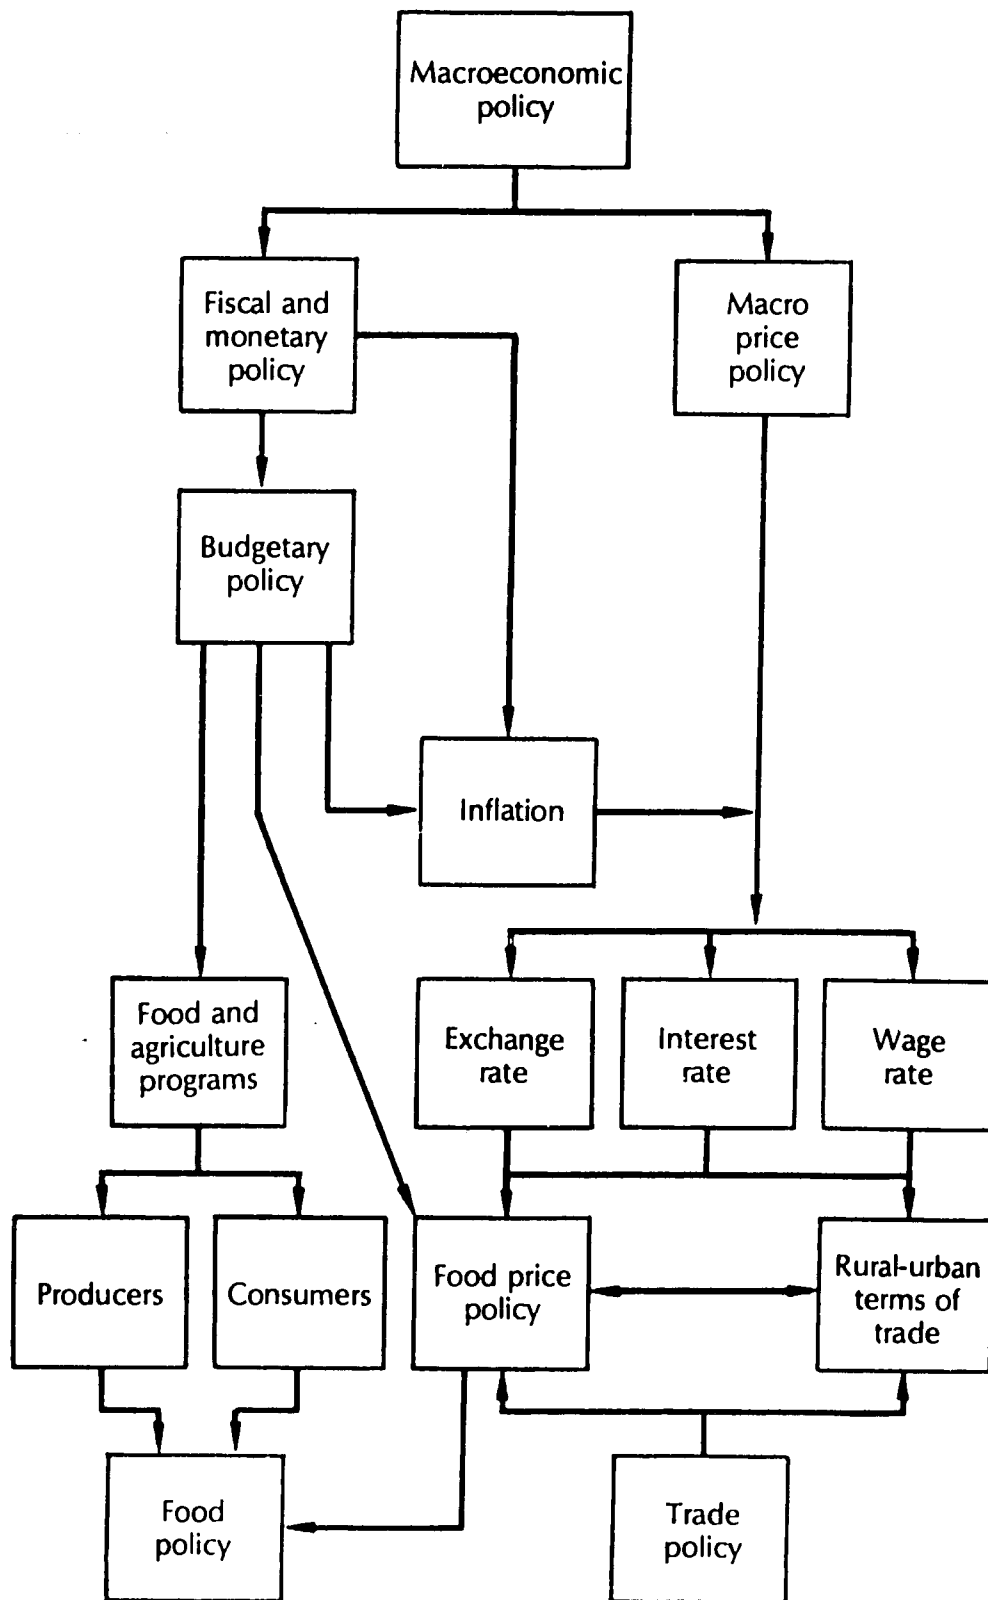 Macroeconomic
policy
Fiscal and
monetary
policy
Macro
price
policy
Budgetary
policy
Inflation
Food and
agriculture
programs
Exchange
rate
Interest
rate
Wage
rate
Producers
Consumers
Food price
policy
Rural-urban
terms of
trade
Food
policy
Trade
policy